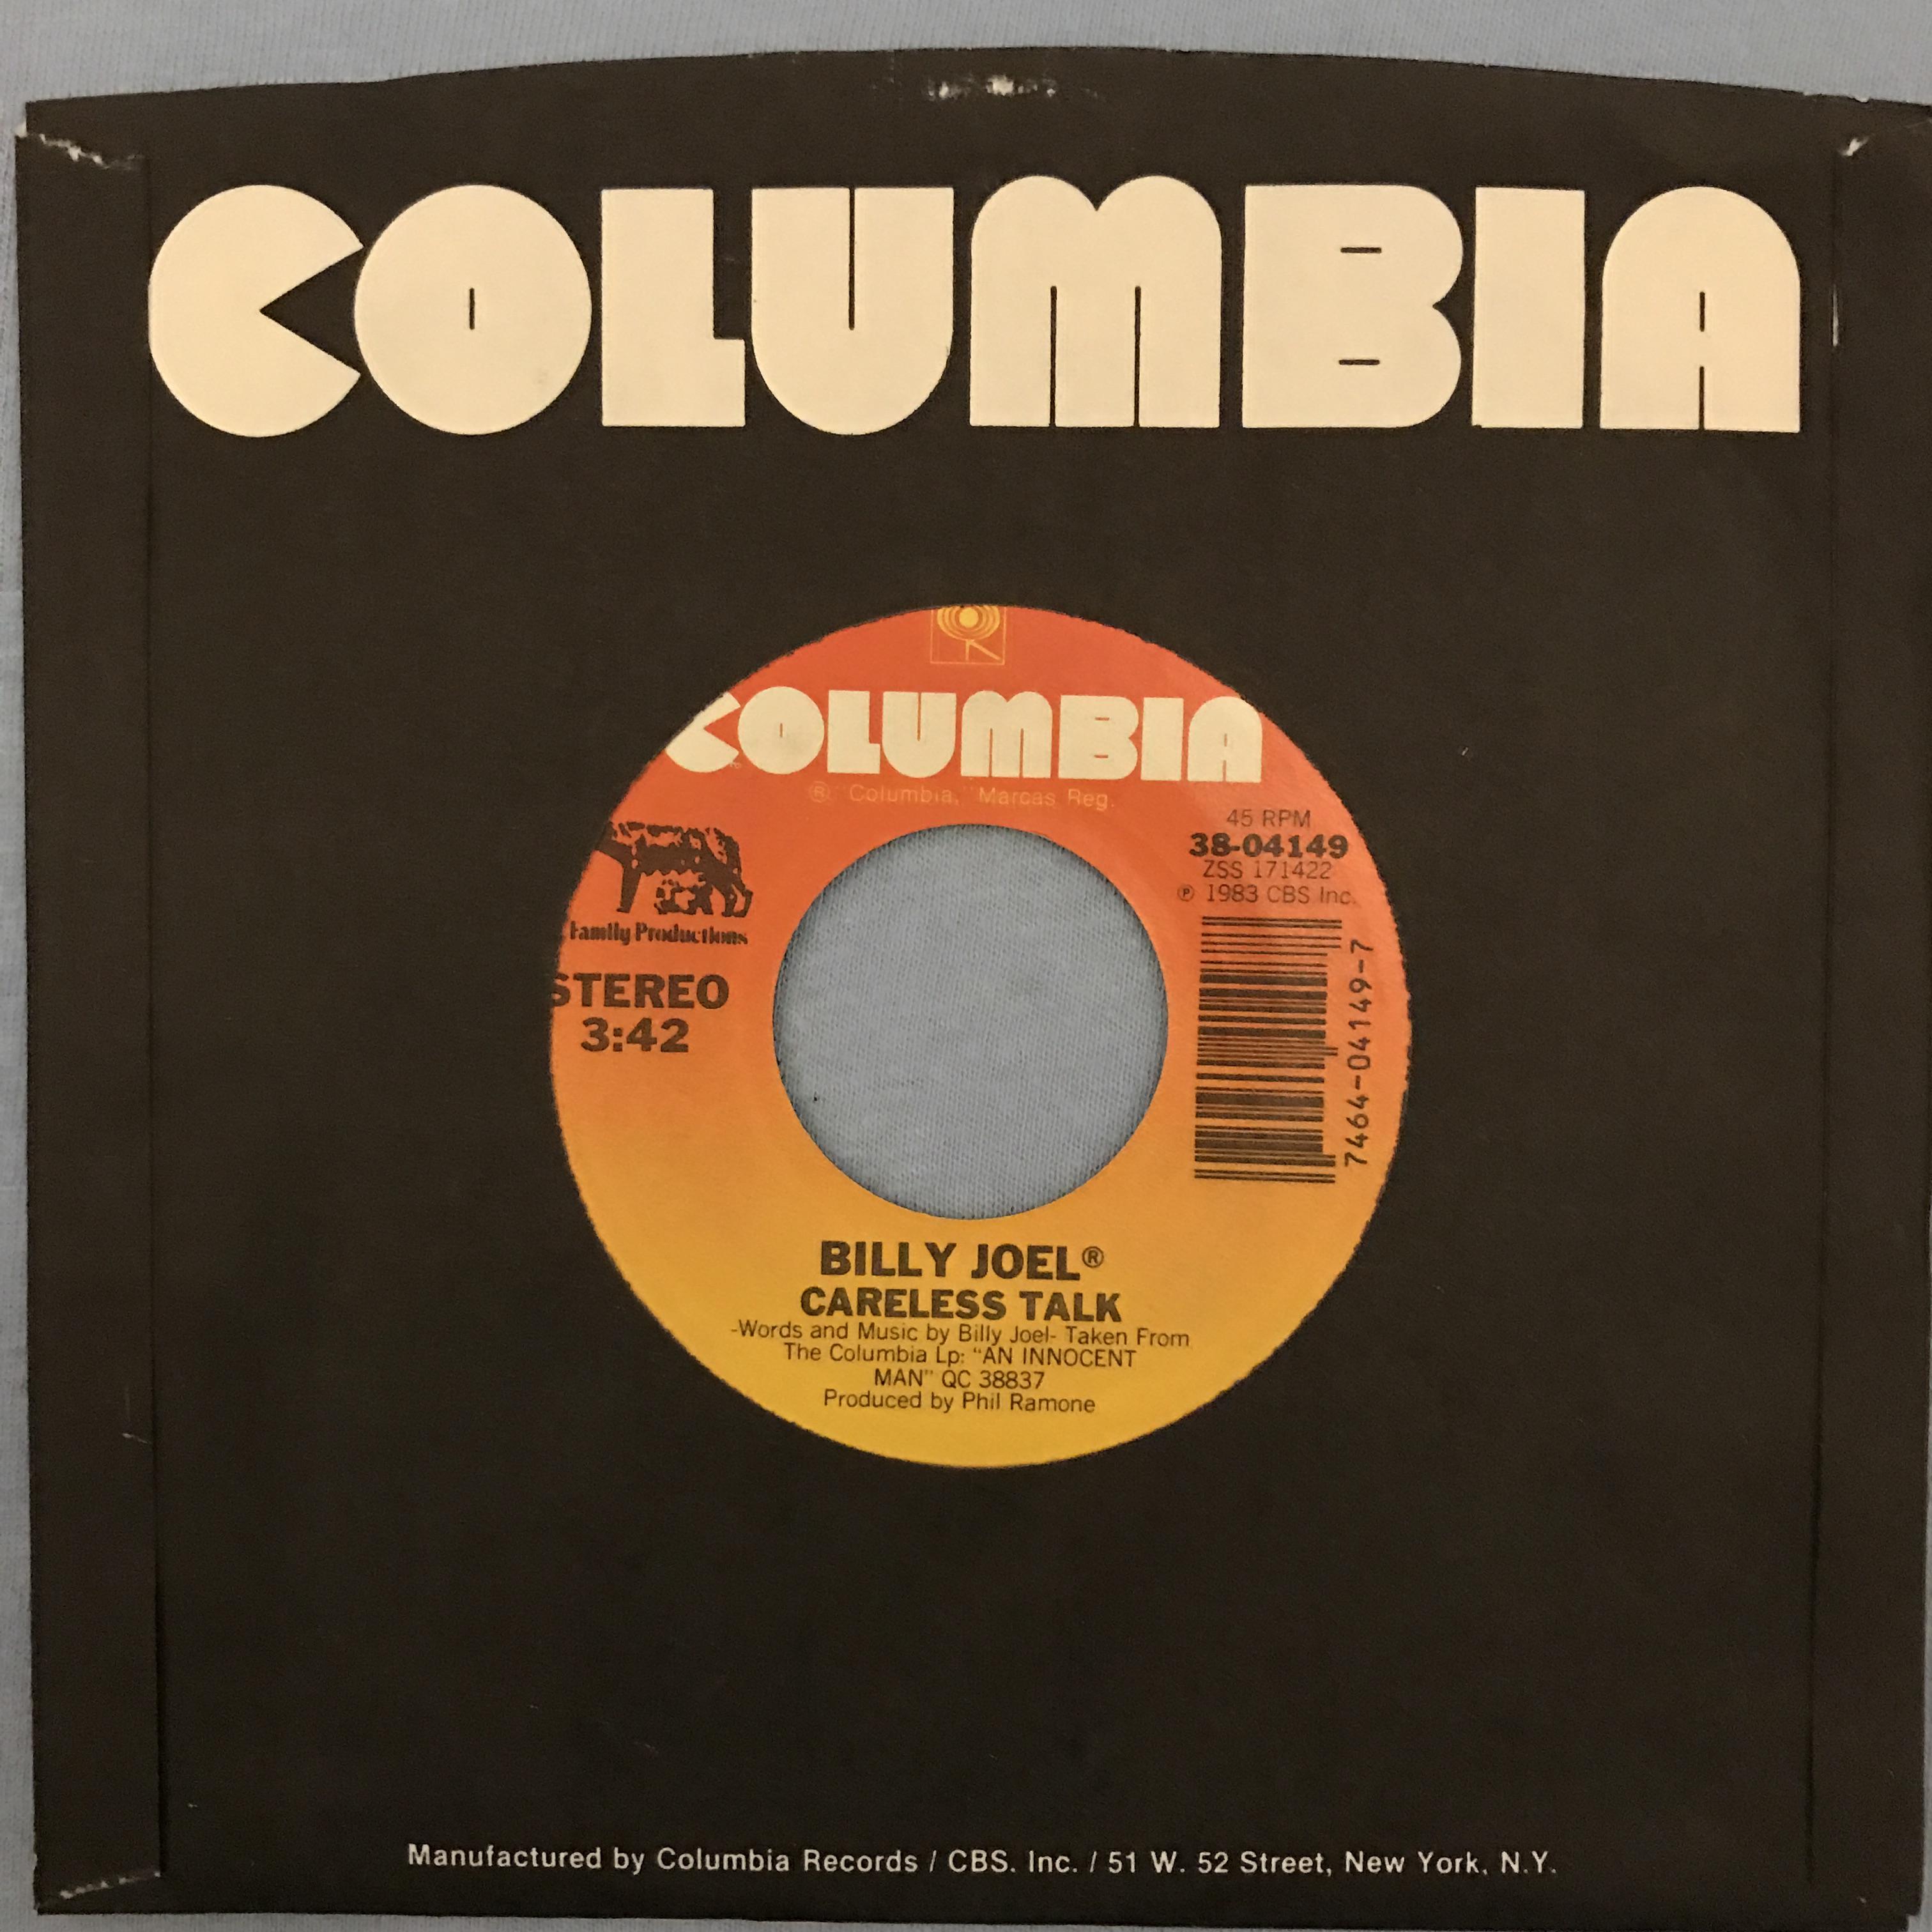 COLUMBIA
COLUMBIA
® "Columbia," Marcas Reg.
45 RPM
38-04149
ZSS 171422
℗ 1983 CBS Inc.
Family Productions
STEREO
3:42
7464-04149-7
BILLY JOEL®
CARELESS TALK
-Words and Music by Billy Joel- Taken From
The Columbia Lp: "AN INNOCENT
MAN" QC 38837
Produced by Phil Ramone
Manufactured by Columbia Records / CBS. Inc. / 51 W. 52 Street, New York, N.Y.